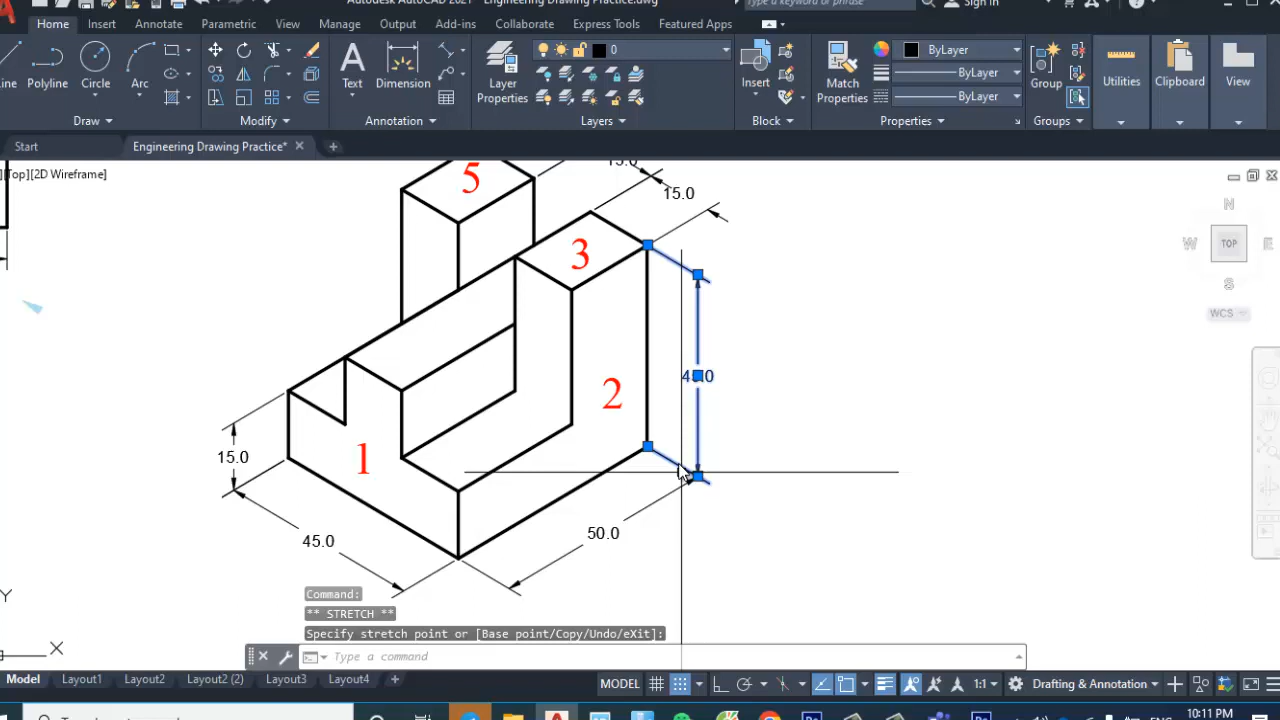 Autodesk AutoCAD 2021 Engineering Drawing Practice.dwg
Type a keyword or phrase
Sign In
Home Insert Annotate Parametric View Manage Output Add-ins Collaborate Express Tools Featured Apps
Line Polyline Circle Arc
Text Dimension
Layer Properties
0
Insert
Match Properties
ByLayer
ByLayer
ByLayer
Group
Utilities Clipboard View
Draw Modify Annotation Layers Block Properties Groups
Start Engineering Drawing Practice*
[Top][2D Wireframe]
15.0
15.0
5
3
2
1
15.0
45.0
50.0
N
W TOP E
S
WCS
Y
X
Command:
** STRETCH **
Specify stretch point or [Base point/Copy/Undo/eXit]:
Type a command
Model Layout1 Layout2 Layout2 (2) Layout3 Layout4
MODEL 1:1 Drafting & Annotation
10:11 PM